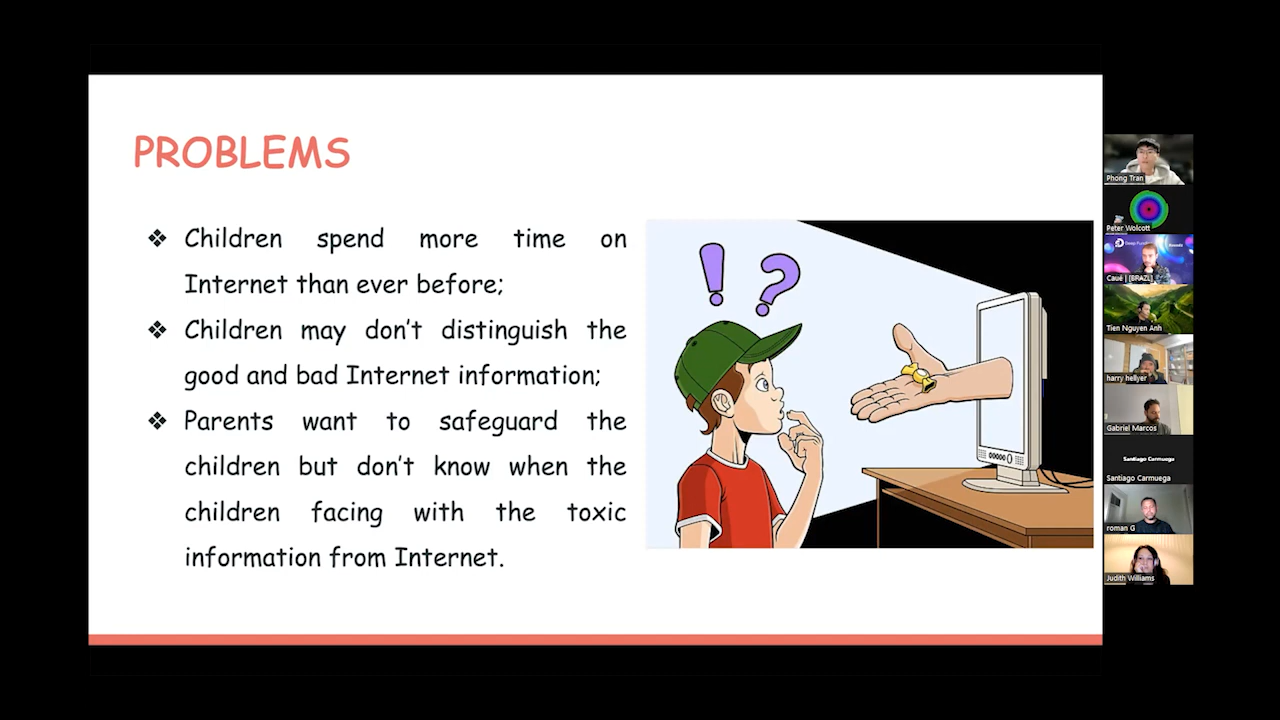 PROBLEMS
❖ Children spend more time on
Internet than ever before;
❖ Children may don't distinguish the
good and bad Internet information;
❖ Parents want to safeguard the
children but don't know when the
children facing with the toxic
information from Internet.
! ?
Phong Tran
Peter Wolcott
Cauê | [BRAZL]
Tien Nguyen Anh
harry hellyer
Gabriel Marcos
Santiago Carmuega
Santiago Carmuega
roman G
Judith Williams